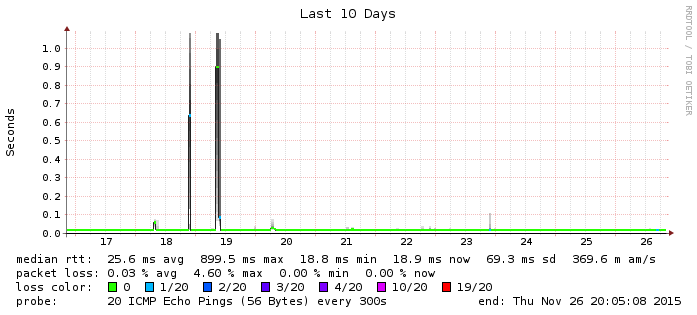 Last 10 Days
RRDTOOL / TOBI OETIKER
Seconds
1.0
0.9
0.8
0.7
0.6
0.5
0.4
0.3
0.2
0.1
0.0
17 18 19 20 21 22 23 24 25 26
median rtt: 25.6 ms avg 899.5 ms max 18.8 ms min 18.9 ms now 69.3 ms sd 369.6 m am/s
packet loss: 0.03 % avg 4.60 % max 0.00 % min 0.00 % now
loss color: 0 1/20 2/20 3/20 4/20 10/20 19/20
probe: 20 ICMP Echo Pings (56 Bytes) every 300s end: Thu Nov 26 20:05:08 2015